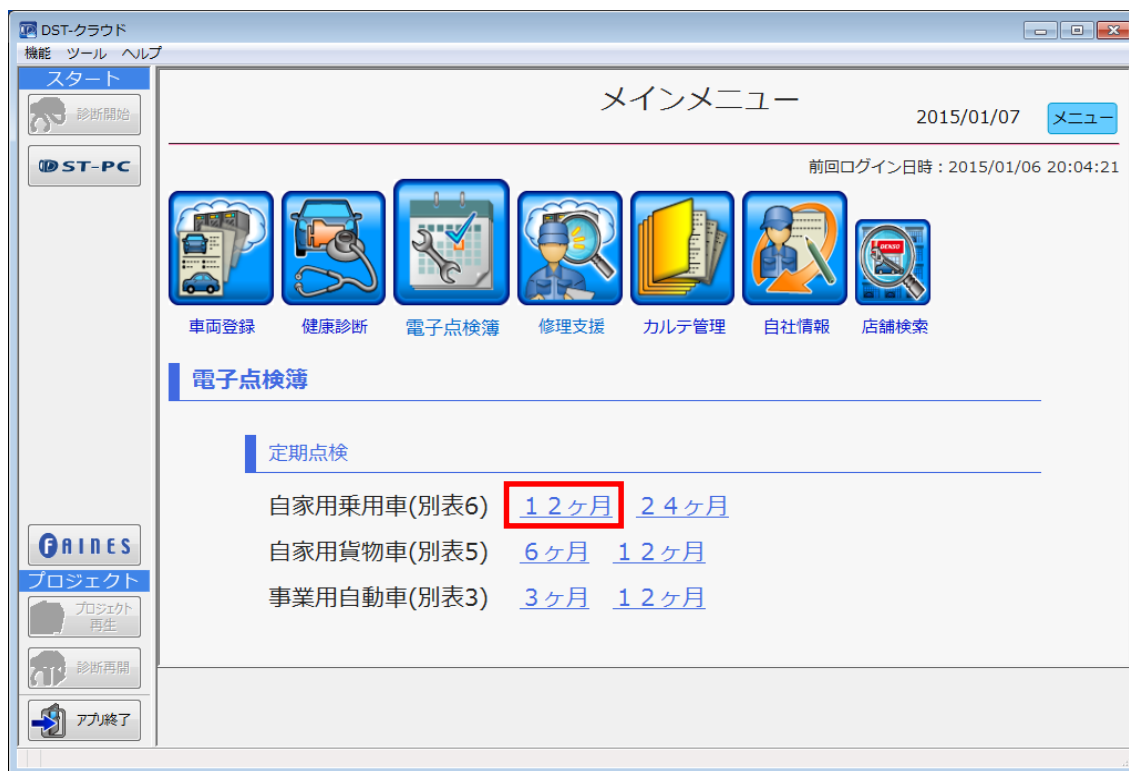 DST-クラウド
機能 ツール ヘルプ
スタート
診断開始
DST-PC
FAINES
プロジェクト
プロジェクト
再生
診断再開
アプリ終了
メインメニュー
2015/01/07 メニュー
前回ログイン日時：2015/01/06 20:04:21
DENSO
車両登録 健康診断 電子点検簿 修理支援 カルテ管理 自社情報 店舗検索
電子点検簿
定期点検
自家用乗用車(別表6) １２ヶ月 ２４ヶ月
自家用貨物車(別表5) ６ヶ月 １２ヶ月
事業用自動車(別表3) ３ヶ月 １２ヶ月